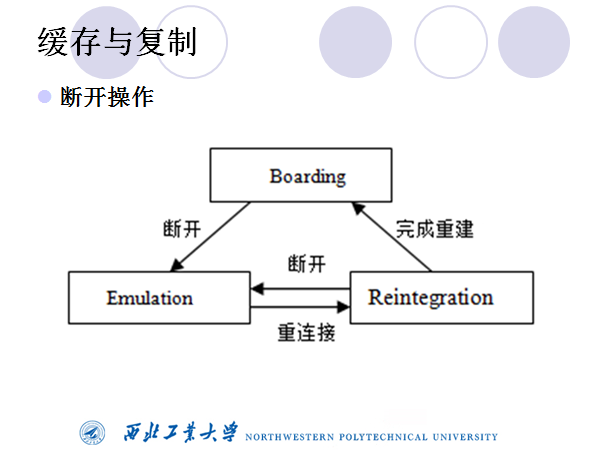 缓存与复制
断开操作
Boarding
断开
完成重建
断开
Emulation
Reintegration
重连接
西北工业大学 NORTHWESTERN POLYTECHNICAL UNIVERSITY